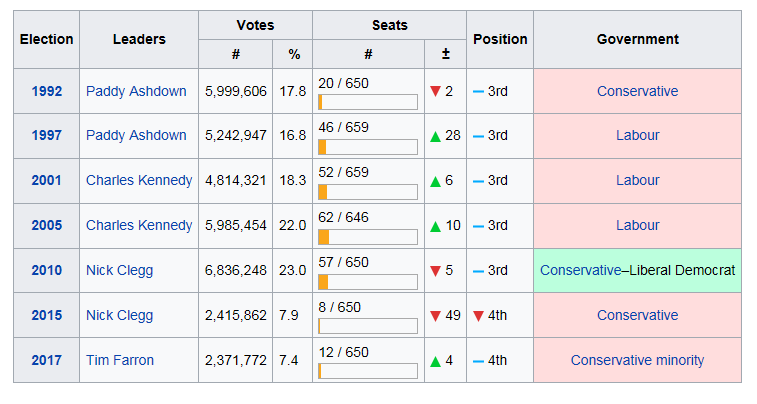 Election Leaders Votes Seats Position Government
# % # ±
1992 Paddy Ashdown 5,999,606 17.8 20 / 650 ▼ 2 – 3rd Conservative
1997 Paddy Ashdown 5,242,947 16.8 46 / 659 ▲ 28 – 3rd Labour
2001 Charles Kennedy 4,814,321 18.3 52 / 659 ▲ 6 – 3rd Labour
2005 Charles Kennedy 5,985,454 22.0 62 / 646 ▲ 10 – 3rd Labour
2010 Nick Clegg 6,836,248 23.0 57 / 650 ▼ 5 – 3rd Conservative–Liberal Democrat
2015 Nick Clegg 2,415,862 7.9 8 / 650 ▼ 49 ▼ 4th Conservative
2017 Tim Farron 2,371,772 7.4 12 / 650 ▲ 4 – 4th Conservative minority